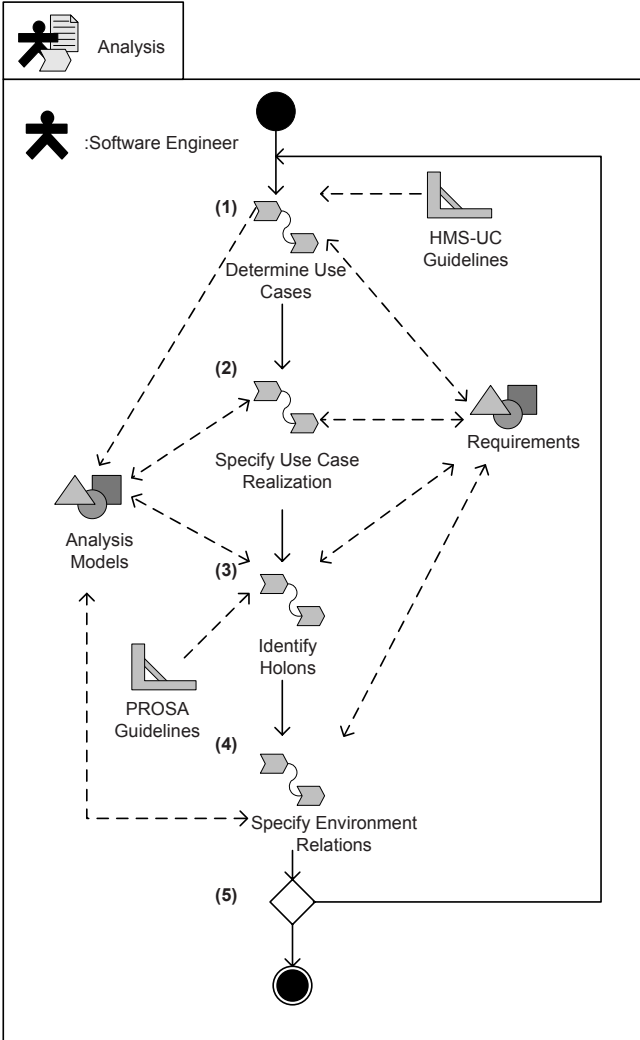 Analysis
:Software Engineer
(1)
HMS-UC
Guidelines
Determine Use
Cases
(2)
Requirements
Specify Use Case
Realization
Analysis
Models
(3)
Identify
Holons
PROSA
Guidelines
(4)
Specify Environment
Relations
(5)